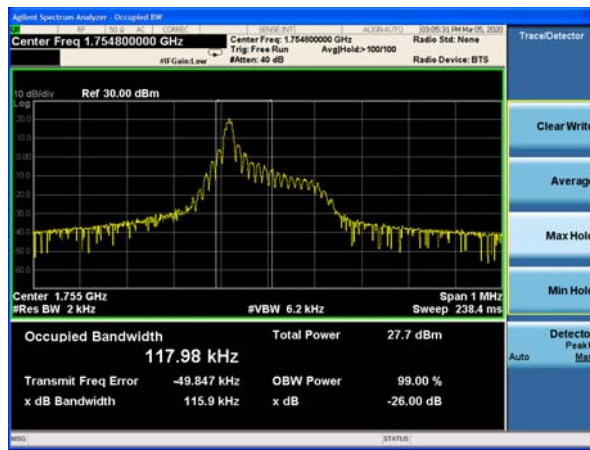 Agilent Spectrum Analyzer - Occupied BW
RF 50 Ω AC CORREC SENSE:INT ALIGN AUTO 03:05:31 PM Mar 05, 2020
Center Freq 1.754800000 GHz
Center Freq: 1.754800000 GHz
Radio Std: None
Trig: Free Run
Avg|Hold:> 100/100
#IFGain:Low
#Atten: 40 dB
Radio Device: BTS
Trace/Detector
10 dB/div
Ref 30.00 dBm
Log
20.0
10.0
0.00
-10.0
-20.0
-30.0
-40.0
-50.0
-60.0
Clear Write
Average
Max Hold
Min Hold
Center 1.755 GHz
Span 1 MHz
#Res BW 2 kHz
#VBW 6.2 kHz
Sweep 238.4 ms
Occupied Bandwidth
Total Power
27.7 dBm
117.98 kHz
Transmit Freq Error
-49.847 kHz
OBW Power
99.00 %
x dB Bandwidth
115.9 kHz
x dB
-26.00 dB
Detecto
Peak
Auto
Ma
MSG
STATUS